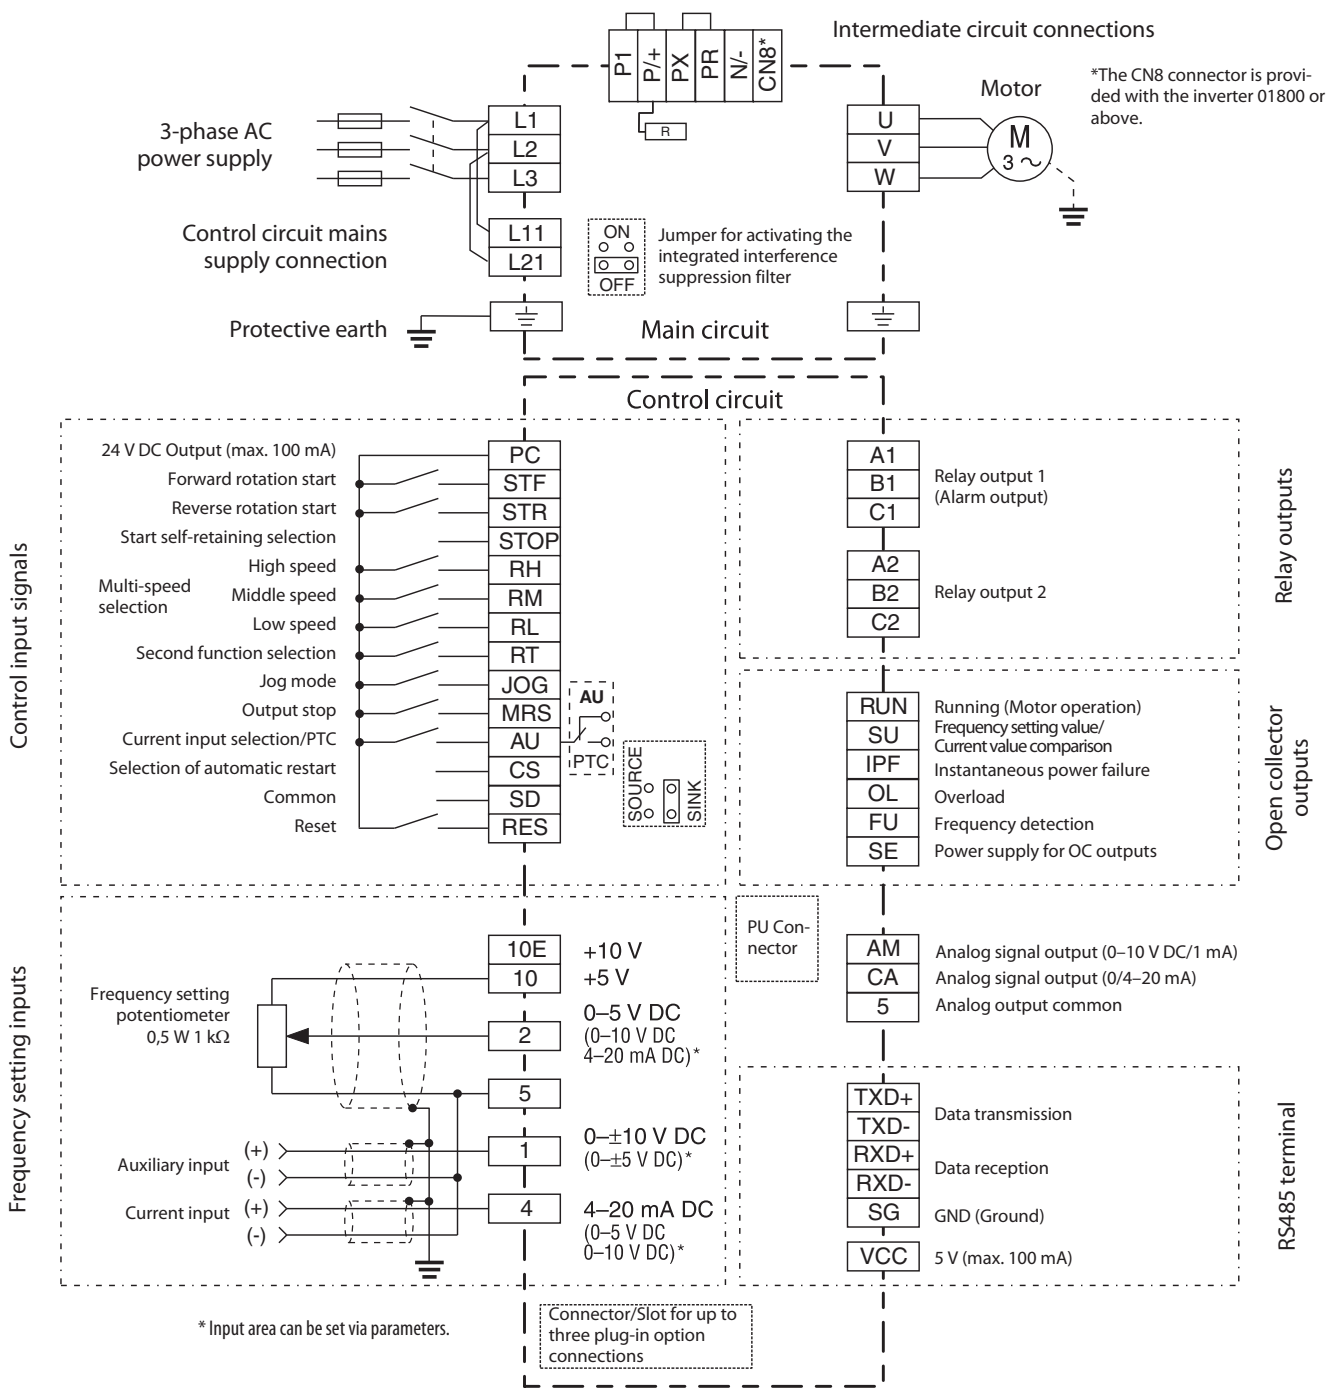 Intermediate circuit connections
P1
P/+
PX
PR
N/-
CN8*
R
*The CN8 connector is provi-
ded with the inverter 01800 or
above.
3-phase AC
power supply
L1
L2
L3
Motor
U
V
W
M
3 ~
Control circuit mains
supply connection
L11
L21
ON
OFF
Jumper for activating the
integrated interference
suppression filter
Protective earth
Main circuit
Control circuit
Control input signals
24 V DC Output (max. 100 mA)
PC
Forward rotation start
STF
Reverse rotation start
STR
Start self-retaining selection
STOP
Multi-speed
selection
High speed
RH
Middle speed
RM
Low speed
RL
Second function selection
RT
Jog mode
JOG
Output stop
MRS
Current input selection/PTC
AU
Selection of automatic restart
CS
Common
SD
Reset
RES
AU
PTC
SOURCE
SINK
Relay outputs
A1
B1
C1
Relay output 1
(Alarm output)
A2
B2
C2
Relay output 2
Open collector
outputs
RUN
Running (Motor operation)
SU
Frequency setting value/
Current value comparison
IPF
Instantaneous power failure
OL
Overload
FU
Frequency detection
SE
Power supply for OC outputs
PU Con-
nector
AM
Analog signal output (0–10 V DC/1 mA)
CA
Analog signal output (0/4–20 mA)
5
Analog output common
Frequency setting inputs
Frequency setting
potentiometer
0,5 W 1 kΩ
10E
+10 V
10
+5 V
2
0–5 V DC
(0–10 V DC
4–20 mA DC)*
5
Auxiliary input
(+)
(-)
1
0–±10 V DC
(0–±5 V DC)*
Current input
(+)
(-)
4
4–20 mA DC
(0–5 V DC
0–10 V DC)*
RS485 terminal
TXD+
TXD-
Data transmission
RXD+
RXD-
Data reception
SG
GND (Ground)
VCC
5 V (max. 100 mA)
* Input area can be set via parameters.
Connector/Slot for up to
three plug-in option
connections